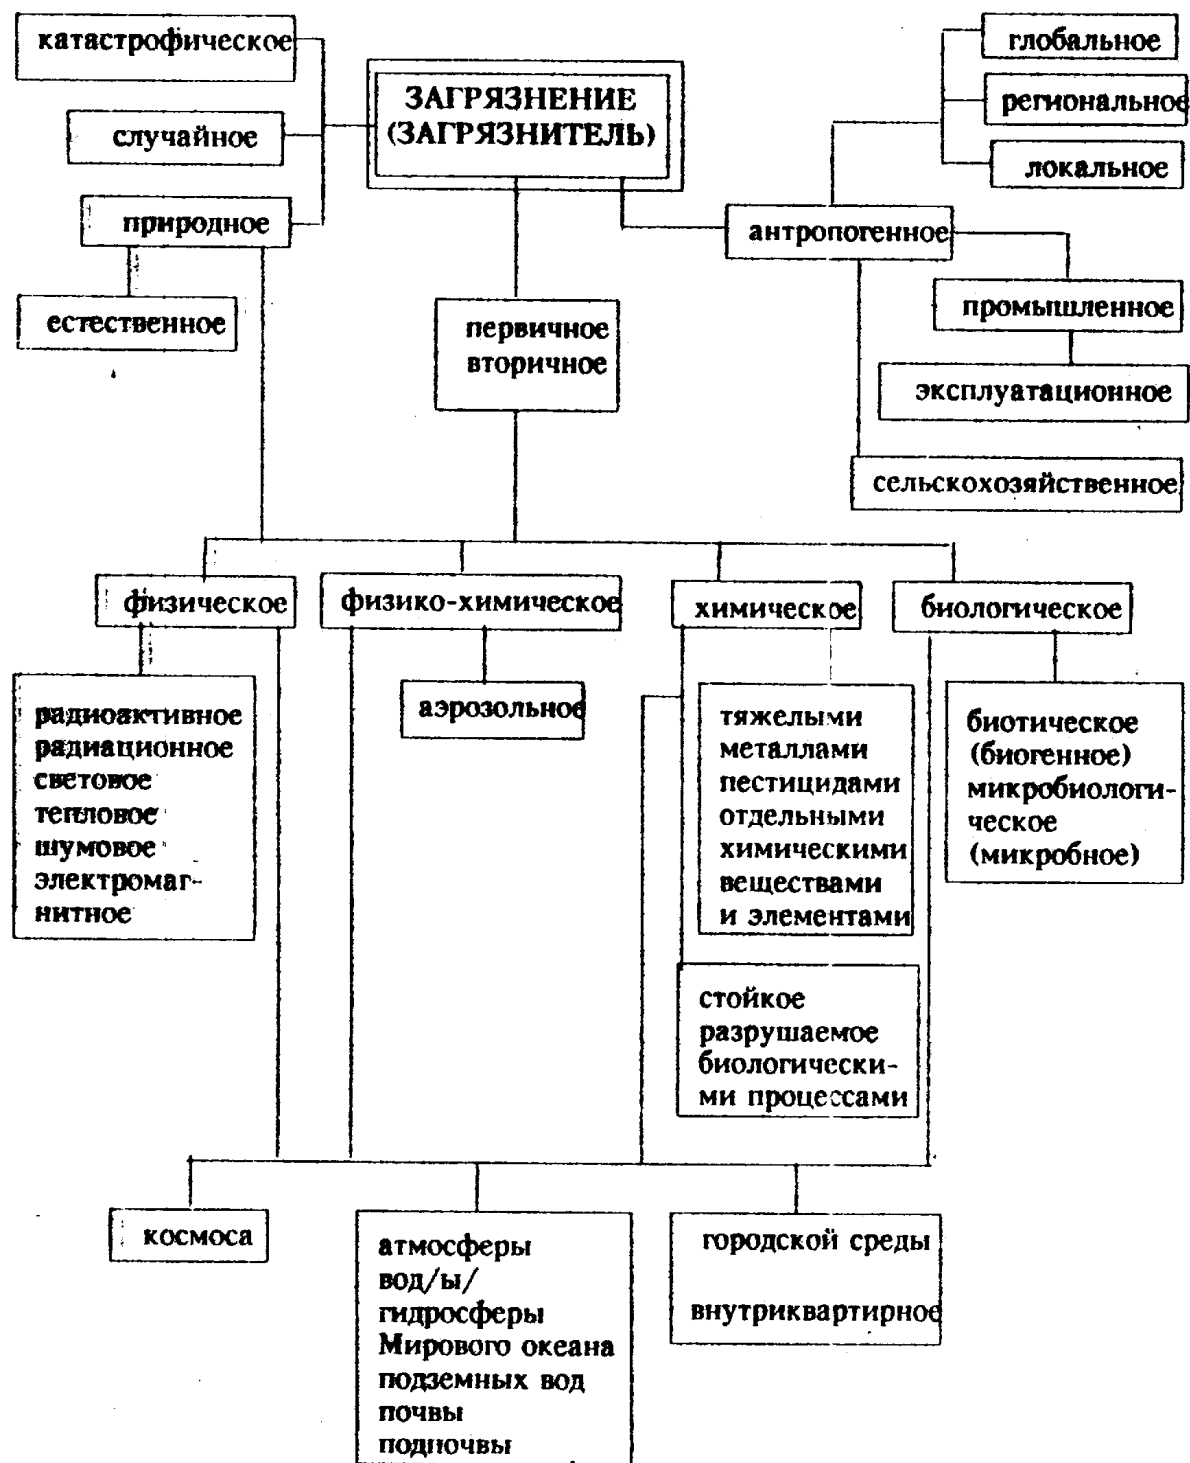 катастрофическое
случайное
природное
естественное
ЗАГРЯЗНЕНИЕ
(ЗАГРЯЗНИТЕЛЬ)
глобальное
региональное
локальное
антропогенное
промышленное
эксплуатационное
сельскохозяйственное
первичное
вторичное
физическое
физико-химическое
химическое
биологическое
радиоактивное
радиационное
световое
тепловое
шумовое
электромаг-
нитное
аэрозольное
тяжелыми
металлами
пестицидами
отдельными
химическими
веществами
и элементами
биотическое
(биогенное)
микробиологи-
ческое
(микробное)
стойкое
разрушаемое
биологически-
ми процессами
космоса
атмосферы
вод/ы/
гидросферы
Мирового океана
подземных вод
почвы
подпочвы
городской среды
внутриквартирное